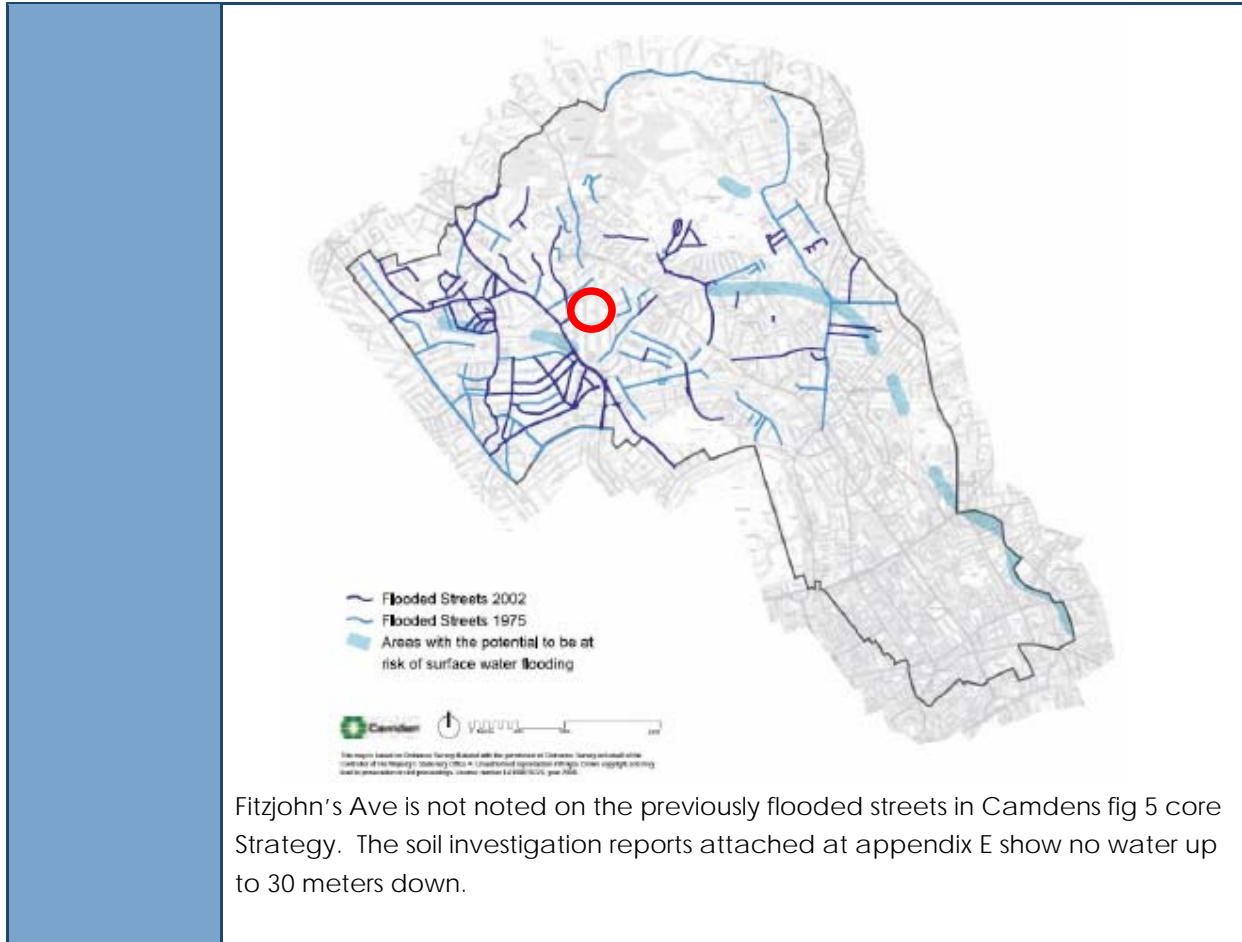 Flooded Streets 2002
Flooded Streets 1975
Areas with the potential to be at
risk of surface water flooding
Camden
Fitzjohn's Ave is not noted on the previously flooded streets in Camdens fig 5 core
Strategy.  The soil investigation reports attached at appendix E show no water up
to 30 meters down.